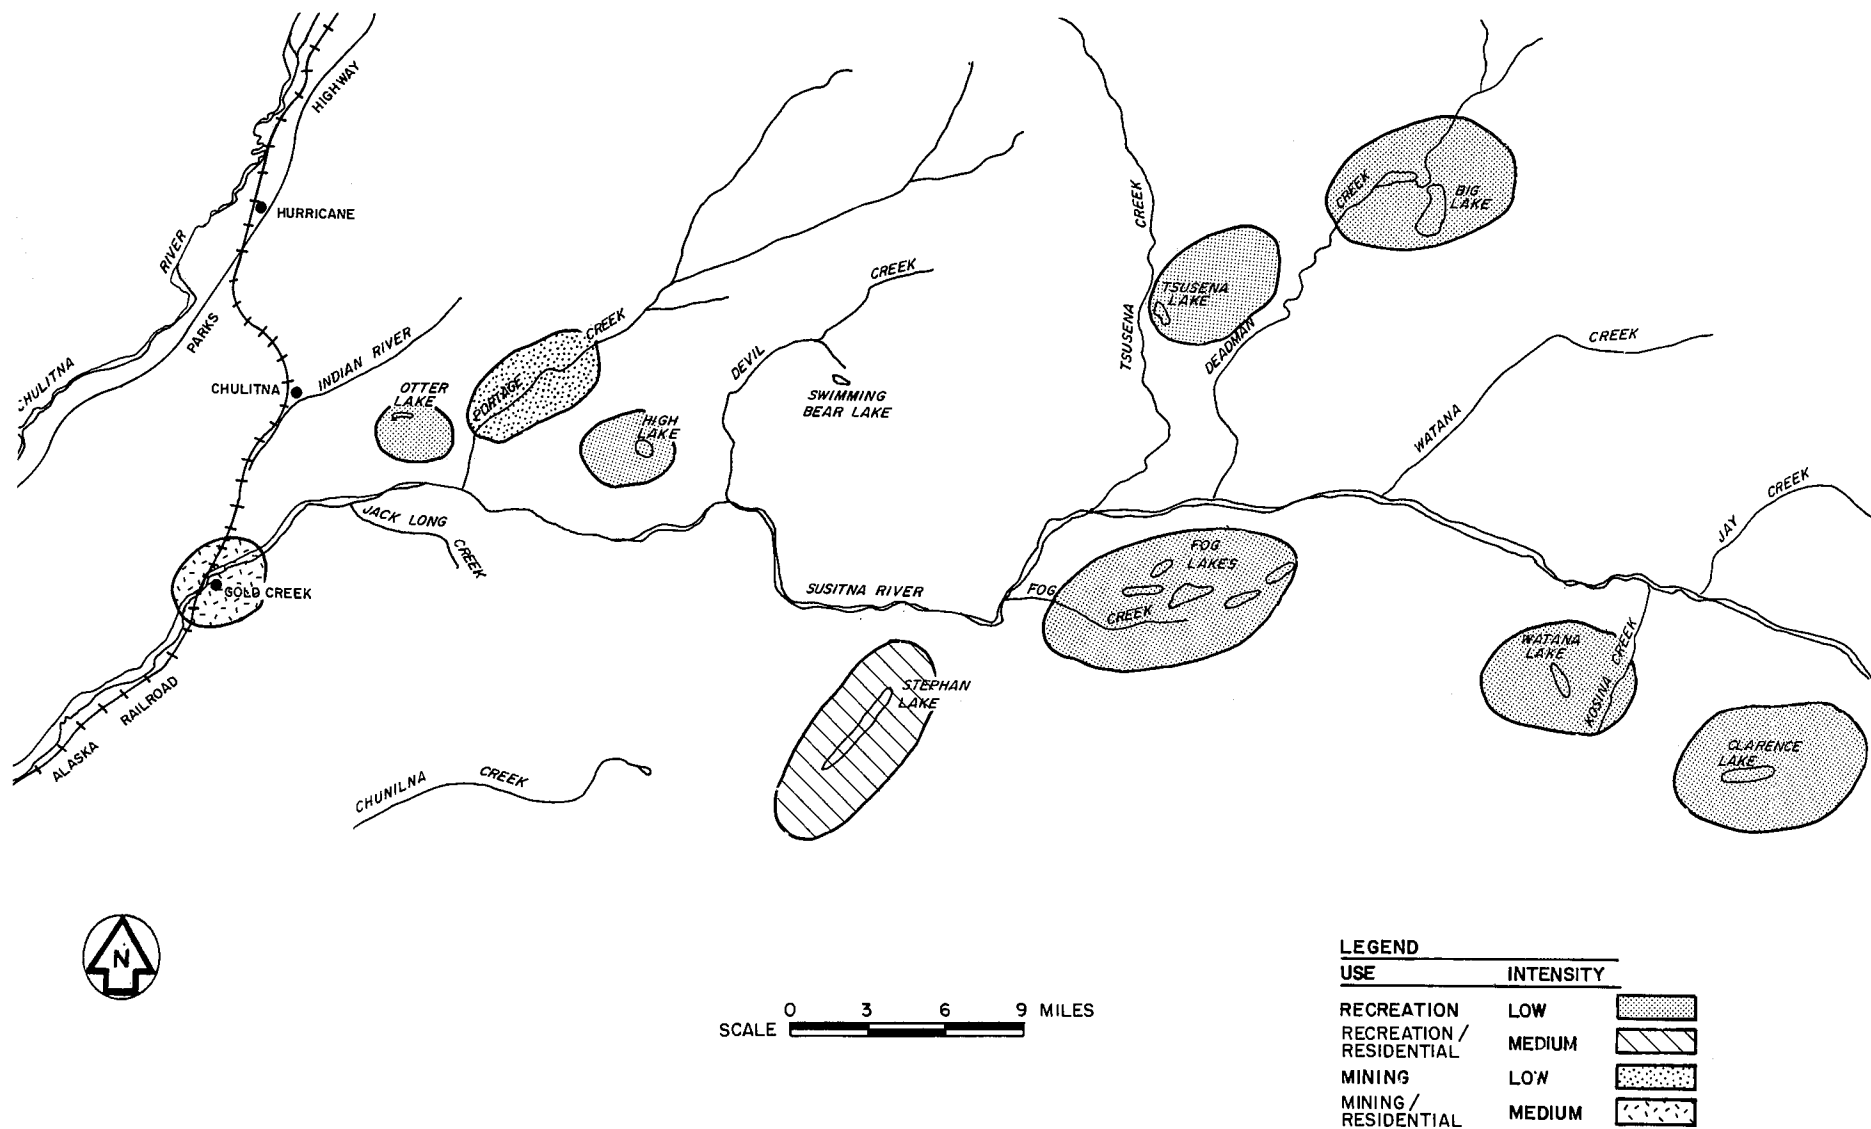 HIGHWAY
HURRICANE
RIVER
PARKS
CHULITNA
CHULITNA
INDIAN RIVER
OTTER
LAKE
PORTAGE
CREEK
HIGH
LAKE
DEVIL
CREEK
SWIMMING
BEAR LAKE
CREEK
TSUSENA
TSUSENA
LAKE
DEADMAN
CREEK
BIG
LAKE
WATANA
CREEK
JAY
CREEK
JACK LONG
CREEK
GOLD CREEK
SUSITNA RIVER
FOG
CREEK
FOG
LAKES
WATANA
LAKE
KOSINA
CREEK
CLARENCE
LAKE
STEPHAN
LAKE
ALASKA
RAILROAD
CHUNILNA
CREEK
N
SCALE
0 3 6 9 MILES
LEGEND
USE INTENSITY
RECREATION LOW
RECREATION /
RESIDENTIAL MEDIUM
MINING LOW
MINING /
RESIDENTIAL MEDIUM